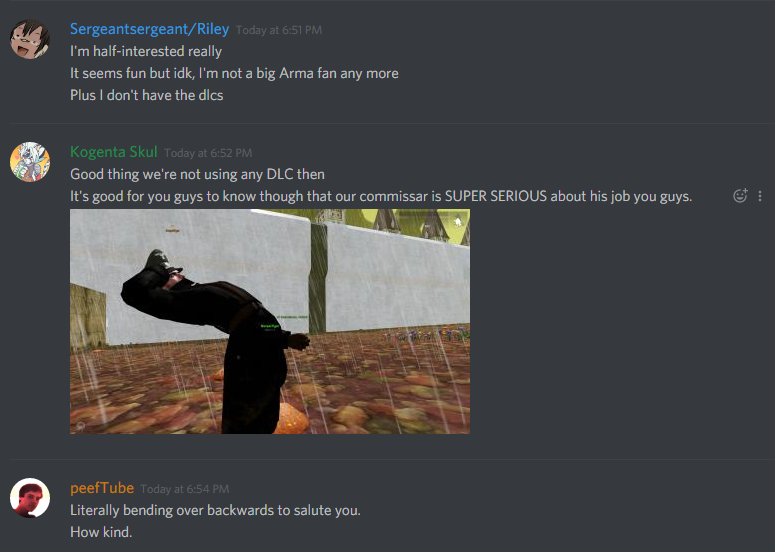 Sergeantsergeant/Riley Today at 6:51 PM
I'm half-interested really
It seems fun but idk, I'm not a big Arma fan any more
Plus I don't have the dlcs
Kogenta Skul Today at 6:52 PM
Good thing we're not using any DLC then
It's good for you guys to know though that our commissar is SUPER SERIOUS about his job you guys.
peefTube Today at 6:54 PM
Literally bending over backwards to salute you.
How kind.